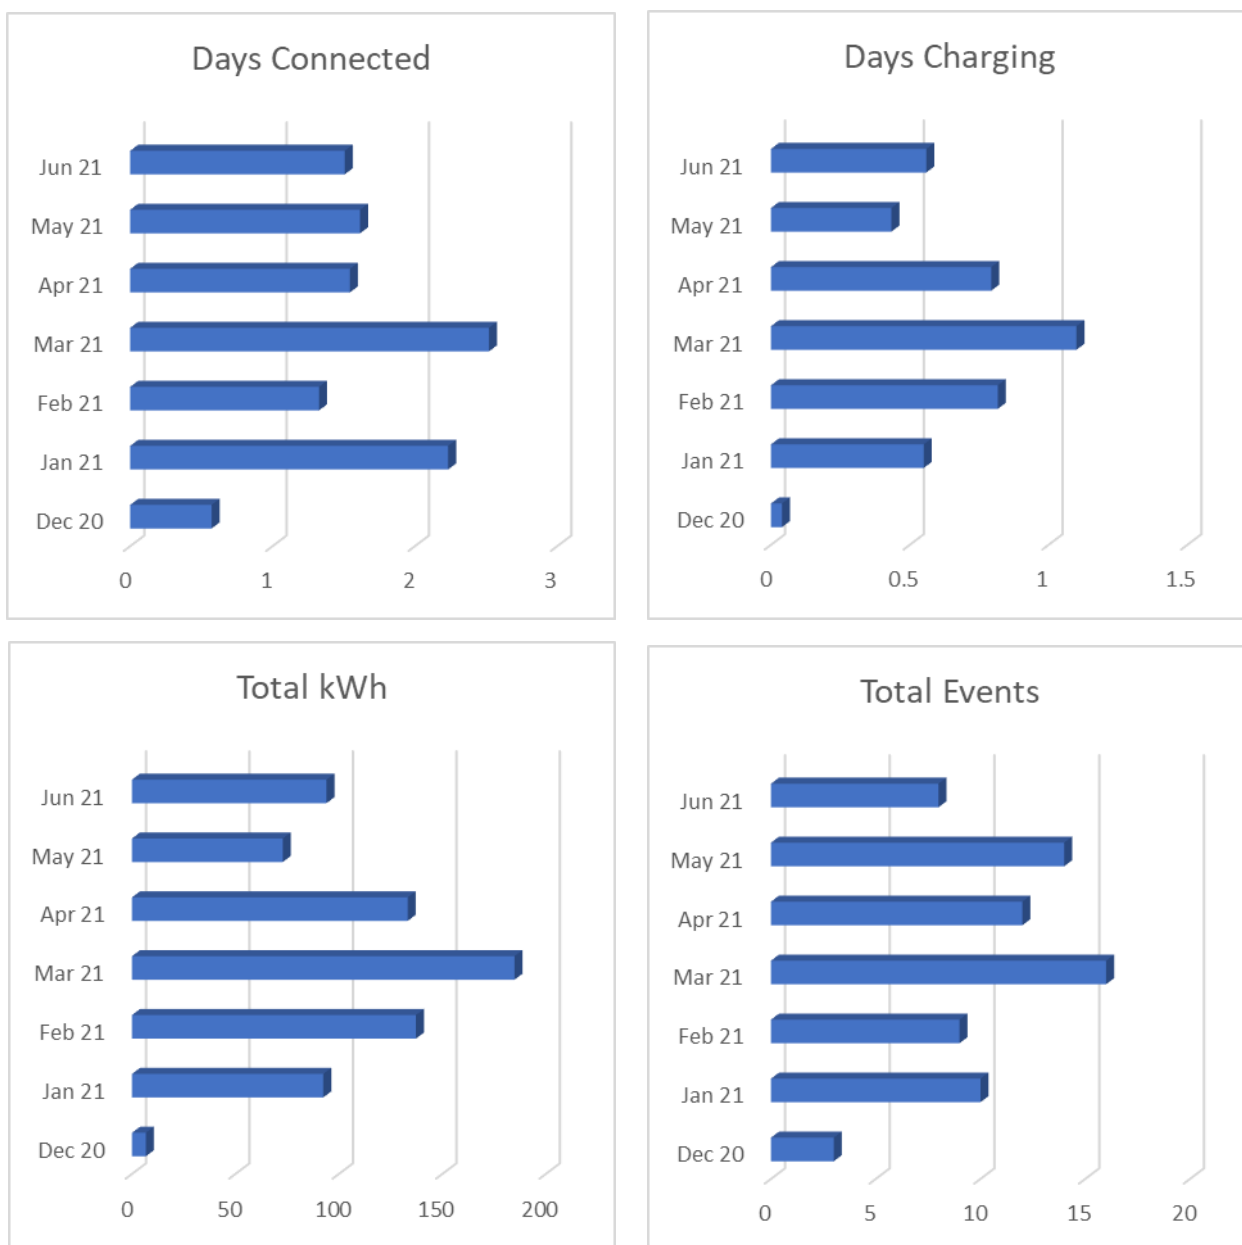 Days Connected
Jun 21
May 21
Apr 21
Mar 21
Feb 21
Jan 21
Dec 20
0 1 2 3
Days Charging
Jun 21
May 21
Apr 21
Mar 21
Feb 21
Jan 21
Dec 20
0 0.5 1 1.5
Total kWh
Jun 21
May 21
Apr 21
Mar 21
Feb 21
Jan 21
Dec 20
0 50 100 150 200
Total Events
Jun 21
May 21
Apr 21
Mar 21
Feb 21
Jan 21
Dec 20
0 5 10 15 20